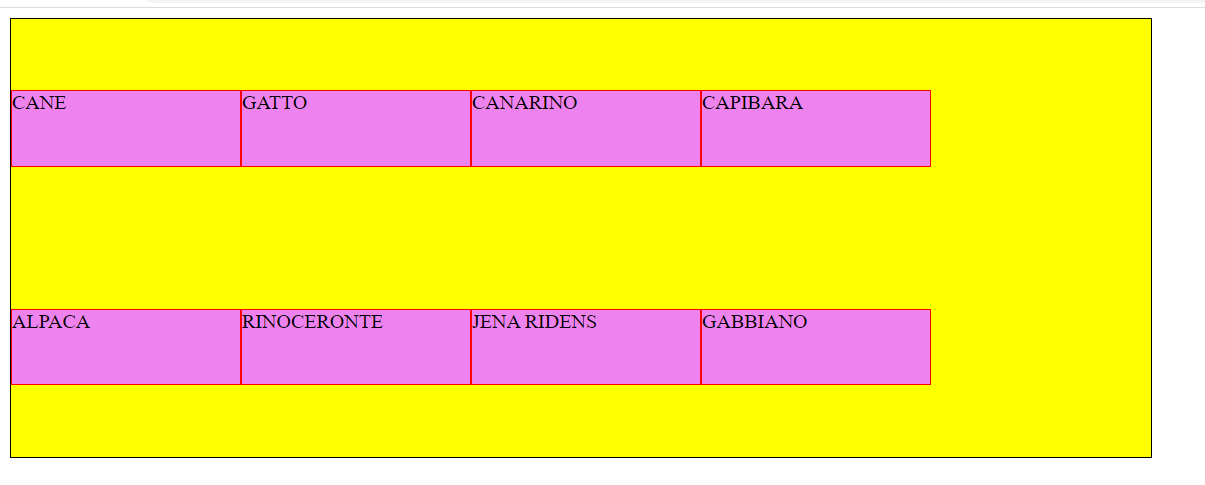 CANE GATTO CANARINO CAPIBARA
ALPACA RINOCERONTE JENA RIDENS GABBIANO